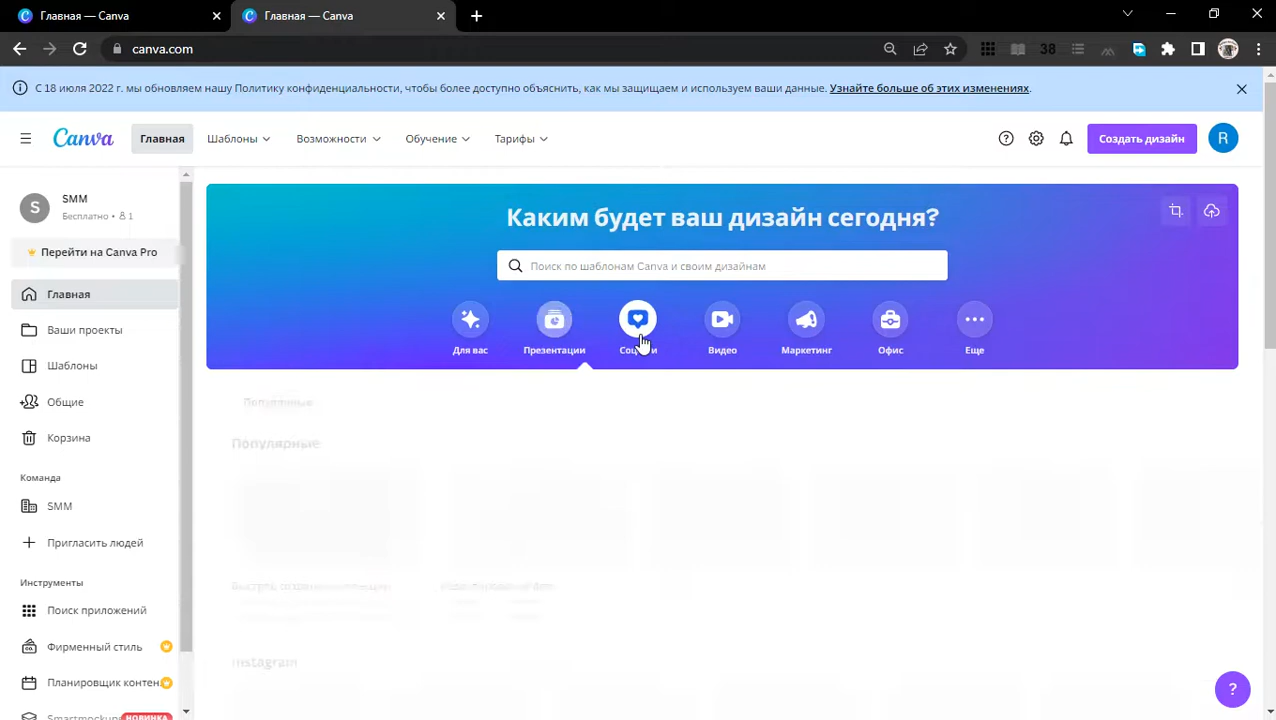 Главная — Canva
Главная — Canva
canva.com
38
С 18 июля 2022 г. мы обновляем нашу Политику конфиденциальности, чтобы более доступно объяснить, как мы защищаем и используем ваши данные. Узнайте больше об этих изменениях.
Canva
Главная
Шаблоны
Возможности
Обучение
Тарифы
Создать дизайн
R
S
SMM
Бесплатно • 1
Перейти на Canva Pro
Главная
Ваши проекты
Шаблоны
Общие
Корзина
Команда
SMM
Пригласить людей
Инструменты
Поиск приложений
Фирменный стиль
Планировщик контен
Smartmockups
НОВИНКА
Каким будет ваш дизайн сегодня?
Поиск по шаблонам Canva и своим дизайнам
Для вас
Презентации
Видео
Маркетинг
Офис
Еще
Популярные
Популярные
Instagram
?